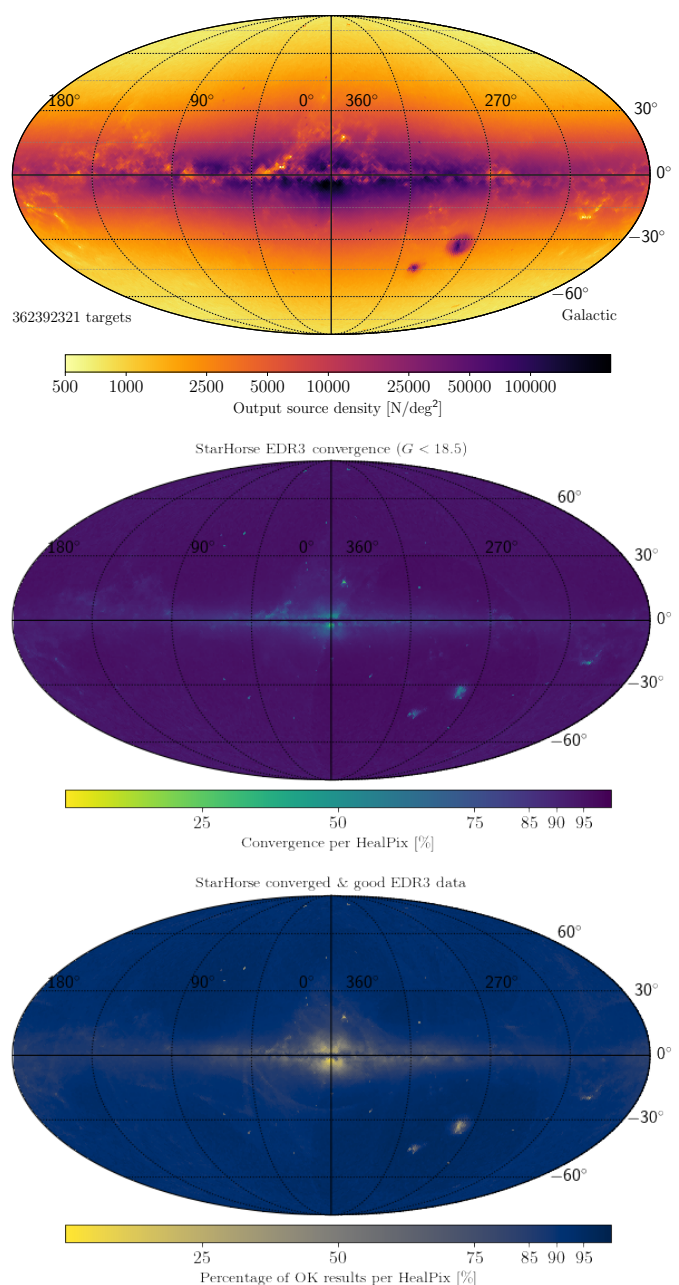 180° 90° 0° 360° 270° 30°
0°
−30°
−60°
362392321 targets Galactic
500 1000 2500 5000 10000 25000 50000 100000
Output source density [N/deg²]
StarHorse EDR3 convergence (G < 18.5)
60°
180° 90° 0° 360° 270° 30°
0°
−30°
−60°
25 50 75 85 90 95
Convergence per HealPix [%]
StarHorse converged & good EDR3 data
60°
180° 90° 0° 360° 270° 30°
0°
−30°
−60°
25 50 75 85 90 95
Percentage of OK results per HealPix [%]